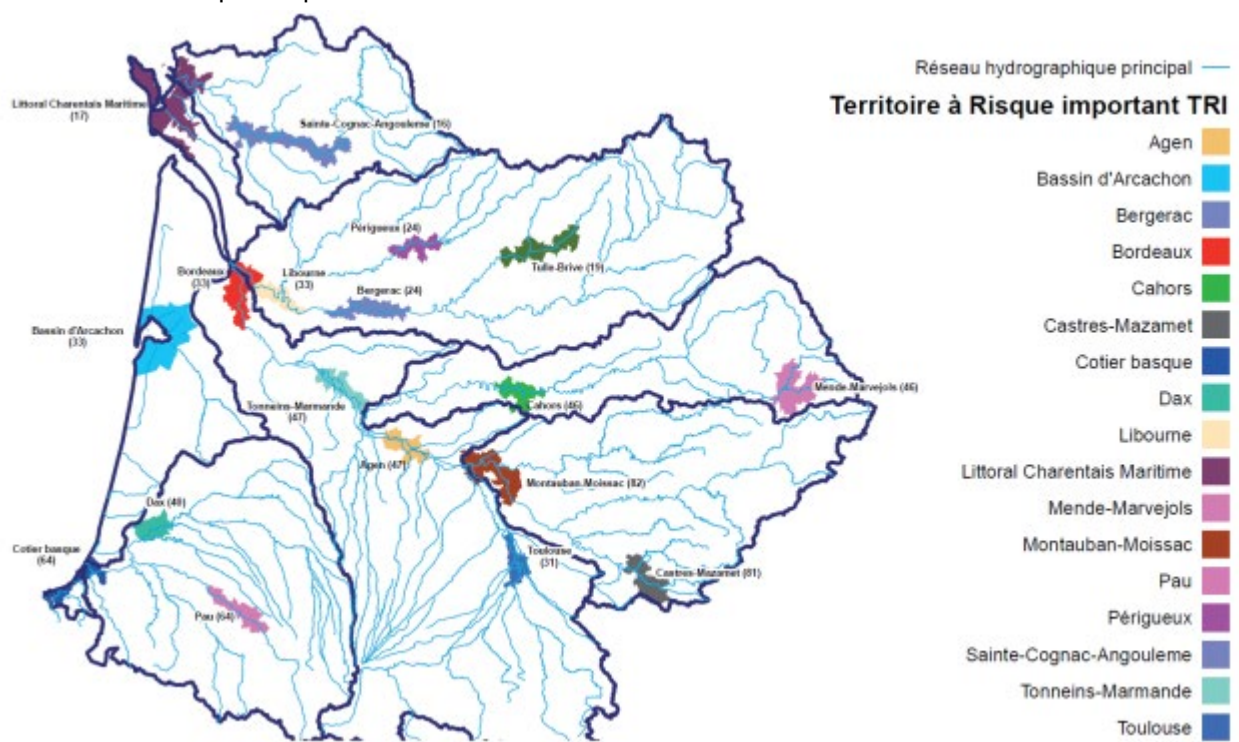 Réseau hydrographique principal
Territoire à Risque important TRI
Agen
Bassin d'Arcachon
Bergerac
Bordeaux
Cahors
Castres-Mazamet
Cotier basque
Dax
Libourne
Littoral Charentais Maritime
Mende-Marvejols
Montauban-Moissac
Pau
Périgueux
Sainte-Cognac-Angouleme
Tonneins-Marmande
Toulouse
Littoral Charentais Maritime
(17)
Sainte-Cognac-Angouleme (16)
Périgueux (24)
Tulle-Brive (19)
Bordeaux
(33)
Libourne
(33)
Bergerac (24)
Bassin d'Arcachon
(33)
Tonneins-Marmande
(47)
Cahors (46)
Mende-Marvejols (46)
Agen (47)
Montauban-Moissac (82)
Dax (40)
Cotier basque
(64)
Toulouse
(31)
Castres-Mazamet (81)
Pau (64)